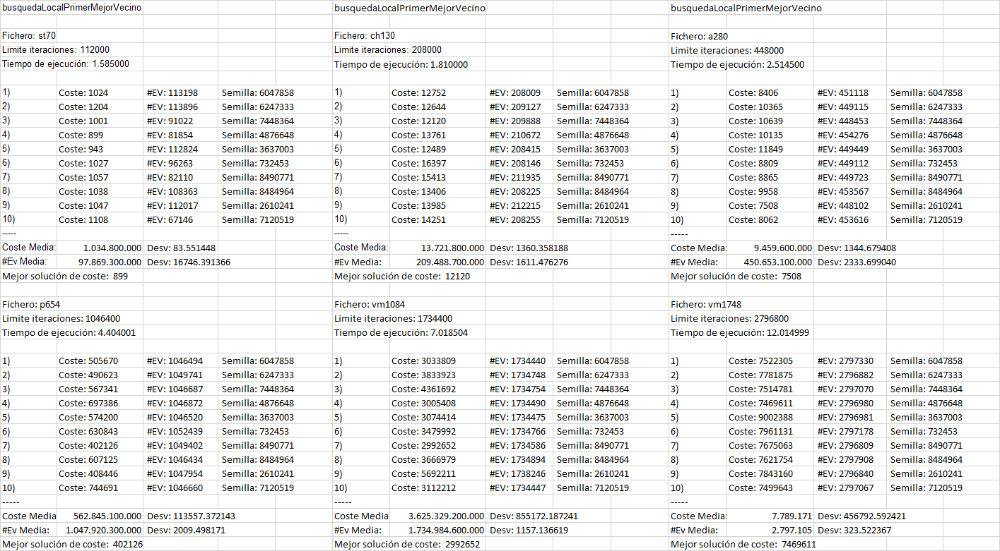 busquedaLocalPrimerMejorVecino busquedaLocalPrimerMejorVecino busquedaLocalPrimerMejorVecino
Fichero: st70 Fichero: ch130 Fichero: a280
Limite iteraciones: 112000 Limite iteraciones: 208000 Limite iteraciones: 448000
Tiempo de ejecución: 1.585000 Tiempo de ejecución: 1.810000 Tiempo de ejecución: 2.514500
1) Coste: 1024 #EV: 113198 Semilla: 6047858 1) Coste: 12752 #EV: 208009 Semilla: 6047858 1) Coste: 8406 #EV: 451118 Semilla: 6047858
2) Coste: 1204 #EV: 113896 Semilla: 6247333 2) Coste: 12644 #EV: 209127 Semilla: 6247333 2) Coste: 10365 #EV: 449115 Semilla: 6247333
3) Coste: 1001 #EV: 91022 Semilla: 7448364 3) Coste: 12120 #EV: 209888 Semilla: 7448364 3) Coste: 10639 #EV: 448453 Semilla: 7448364
4) Coste: 899 #EV: 81854 Semilla: 4876648 4) Coste: 13761 #EV: 210672 Semilla: 4876648 4) Coste: 10135 #EV: 454276 Semilla: 4876648
5) Coste: 943 #EV: 112824 Semilla: 3637003 5) Coste: 12489 #EV: 208415 Semilla: 3637003 5) Coste: 11849 #EV: 449449 Semilla: 3637003
6) Coste: 1027 #EV: 96263 Semilla: 732453 6) Coste: 16397 #EV: 208146 Semilla: 732453 6) Coste: 8809 #EV: 449112 Semilla: 732453
7) Coste: 1057 #EV: 82110 Semilla: 8490771 7) Coste: 15413 #EV: 211935 Semilla: 8490771 7) Coste: 8865 #EV: 449723 Semilla: 8490771
8) Coste: 1038 #EV: 108363 Semilla: 8484964 8) Coste: 13406 #EV: 208225 Semilla: 8484964 8) Coste: 9958 #EV: 453567 Semilla: 8484964
9) Coste: 1047 #EV: 112017 Semilla: 2610241 9) Coste: 13985 #EV: 212215 Semilla: 2610241 9) Coste: 7508 #EV: 448102 Semilla: 2610241
10) Coste: 1108 #EV: 67146 Semilla: 7120519 10) Coste: 14251 #EV: 208255 Semilla: 7120519 10) Coste: 8062 #EV: 453616 Semilla: 7120519
----- ----- -----
Coste Media: 1.034.800.000 Desv: 83.551448 Coste Media: 13.721.800.000 Desv: 1360.358188 Coste Media: 9.459.600.000 Desv: 1344.679408
#Ev Media: 97.869.300.000 Desv: 16746.391366 #Ev Media: 209.488.700.000 Desv: 1611.476276 #Ev Media: 450.653.100.000 Desv: 2333.699040
Mejor solución de coste: 899 Mejor solución de coste: 12120 Mejor solución de coste: 7508
Fichero: p654 Fichero: vm1084 Fichero: vm1748
Limite iteraciones: 1046400 Limite iteraciones: 1734400 Limite iteraciones: 2796800
Tiempo de ejecución: 4.404001 Tiempo de ejecución: 7.018504 Tiempo de ejecución: 12.014999
1) Coste: 505670 #EV: 1046494 Semilla: 6047858 1) Coste: 3033809 #EV: 1734440 Semilla: 6047858 1) Coste: 7522305 #EV: 2797330 Semilla: 6047858
2) Coste: 490623 #EV: 1049741 Semilla: 6247333 2) Coste: 3833923 #EV: 1734748 Semilla: 6247333 2) Coste: 7781875 #EV: 2796882 Semilla: 6247333
3) Coste: 567341 #EV: 1046687 Semilla: 7448364 3) Coste: 4361692 #EV: 1734754 Semilla: 7448364 3) Coste: 7514781 #EV: 2797070 Semilla: 7448364
4) Coste: 697386 #EV: 1046872 Semilla: 4876648 4) Coste: 3005408 #EV: 1734490 Semilla: 4876648 4) Coste: 7469611 #EV: 2796980 Semilla: 4876648
5) Coste: 574200 #EV: 1046520 Semilla: 3637003 5) Coste: 3074414 #EV: 1734475 Semilla: 3637003 5) Coste: 9002388 #EV: 2796981 Semilla: 3637003
6) Coste: 630843 #EV: 1052439 Semilla: 732453 6) Coste: 3479992 #EV: 1734766 Semilla: 732453 6) Coste: 7961131 #EV: 2797178 Semilla: 732453
7) Coste: 402126 #EV: 1049402 Semilla: 8490771 7) Coste: 2992652 #EV: 1734586 Semilla: 8490771 7) Coste: 7675063 #EV: 2796809 Semilla: 8490771
8) Coste: 607125 #EV: 1046434 Semilla: 8484964 8) Coste: 3666979 #EV: 1734894 Semilla: 8484964 8) Coste: 7621754 #EV: 2797908 Semilla: 8484964
9) Coste: 408446 #EV: 1047954 Semilla: 2610241 9) Coste: 5692211 #EV: 1738246 Semilla: 2610241 9) Coste: 7843160 #EV: 2796840 Semilla: 2610241
10) Coste: 744691 #EV: 1046660 Semilla: 7120519 10) Coste: 3112212 #EV: 1734447 Semilla: 7120519 10) Coste: 7499643 #EV: 2797067 Semilla: 7120519
----- ----- -----
Coste Media 562.845.100.000 Desv: 113557.372143 Coste Media 3.625.329.200.000 Desv: 855172.187241 Coste Media 7.789.171 Desv: 456792.592421
#Ev Media: 1.047.920.300.000 Desv: 2009.498171 #Ev Media 1.734.984.600.000 Desv: 1157.136619 #Ev Media: 2.797.105 Desv: 323.522367
Mejor solución de coste: 402126 Mejor solución de coste: 2992652 Mejor solución de coste: 7469611